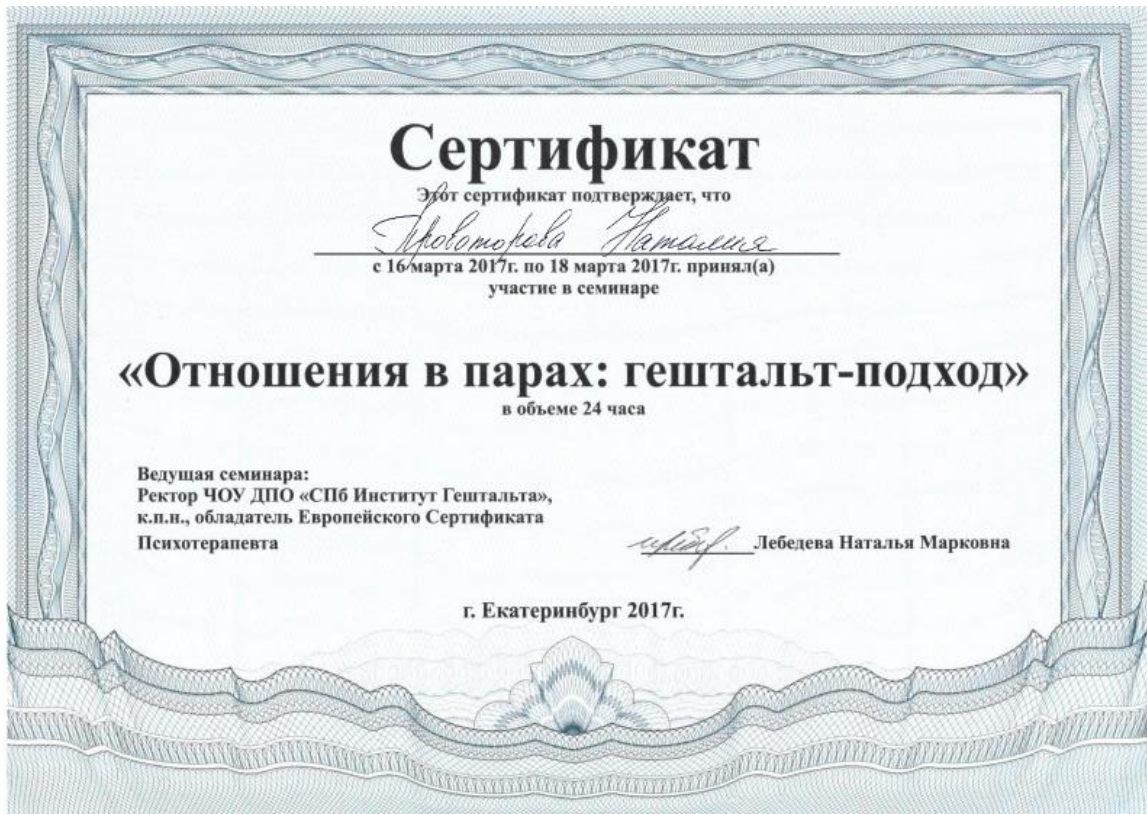 Сертификат
Этот сертификат подтверждает, что
Провоторова Наталия
с 16 марта 2017г. по 18 марта 2017г. принял(а)
участие в семинаре
«Отношения в парах: гештальт-подход»
в объеме 24 часа
Ведущая семинара:
Ректор ЧОУ ДПО «СПб Институт Гештальта»,
к.п.н., обладатель Европейского Сертификата
Психотерапевта
Лебедева Наталья Марковна
г. Екатеринбург 2017г.